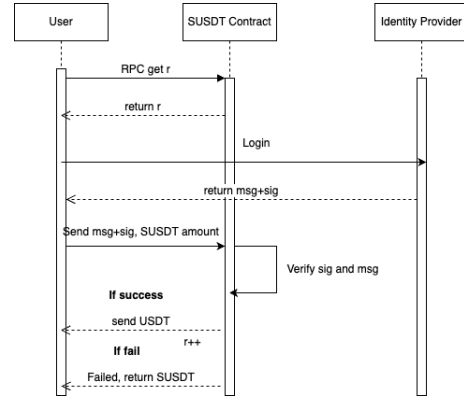 User
SUSDT Contract
Identity Provider
RPC get r
return r
Login
return msg+sig
Send msg+sig, SUSDT amount
Verify sig and msg
If success
send USDT
r++
If fail
Failed, return SUSDT